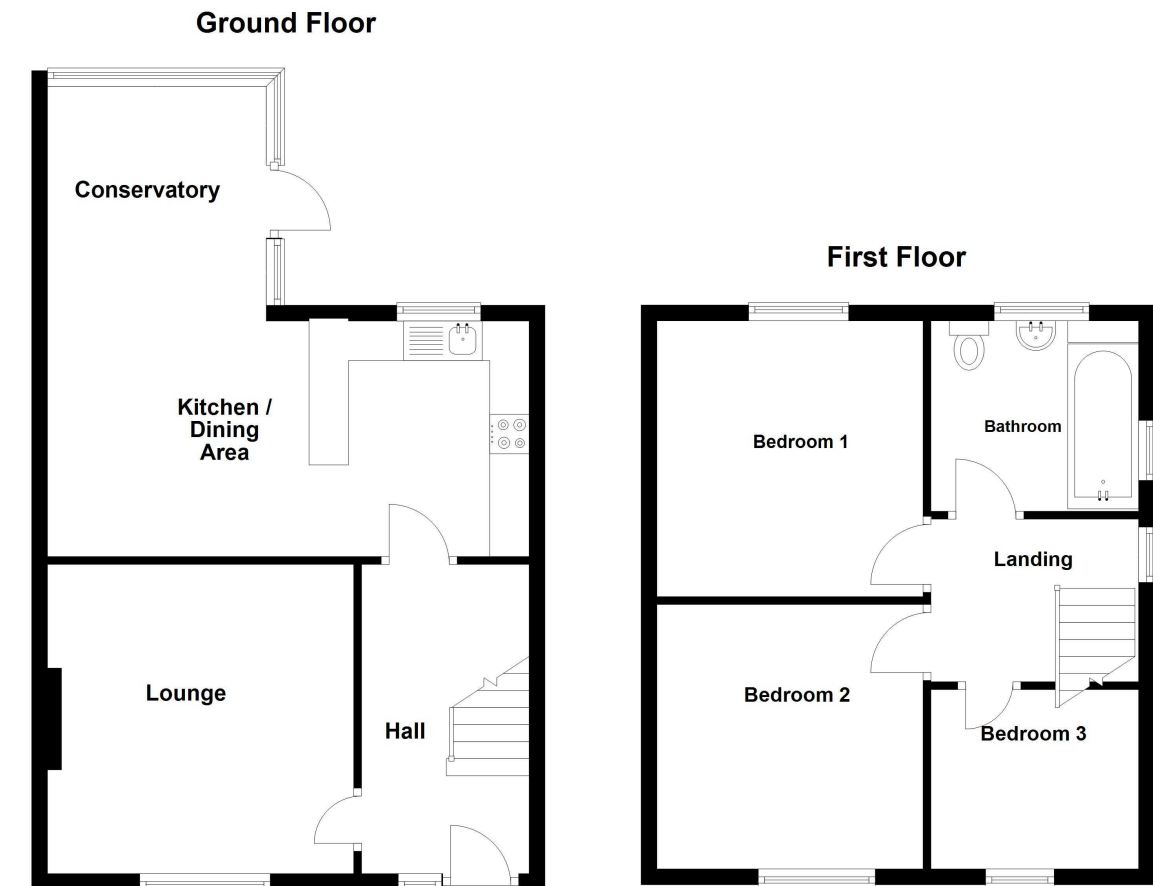 Ground Floor
Conservatory
Kitchen /
Dining
Area
Lounge
Hall
First Floor
Bedroom 1
Bathroom
Landing
Bedroom 2
Bedroom 3